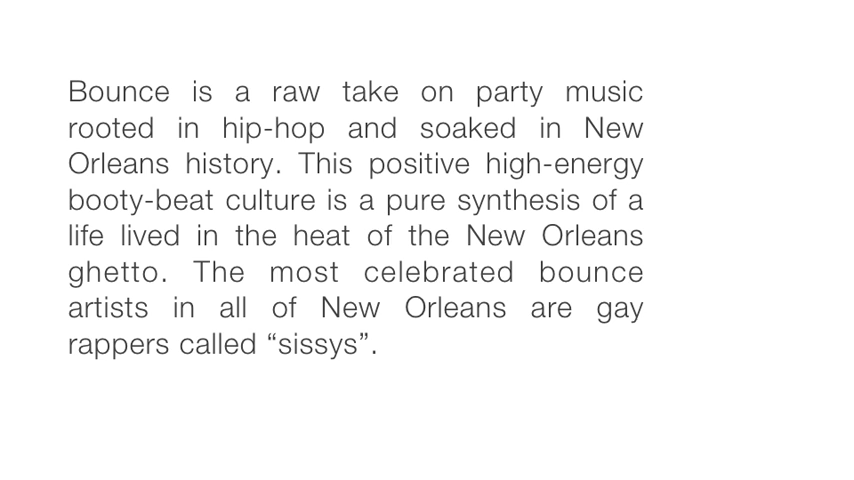 Bounce is a raw take on party music
rooted in hip-hop and soaked in New
Orleans history. This positive high-energy
booty-beat culture is a pure synthesis of a
life lived in the heat of the New Orleans
ghetto. The most celebrated bounce
artists in all of New Orleans are gay
rappers called “sissys”.